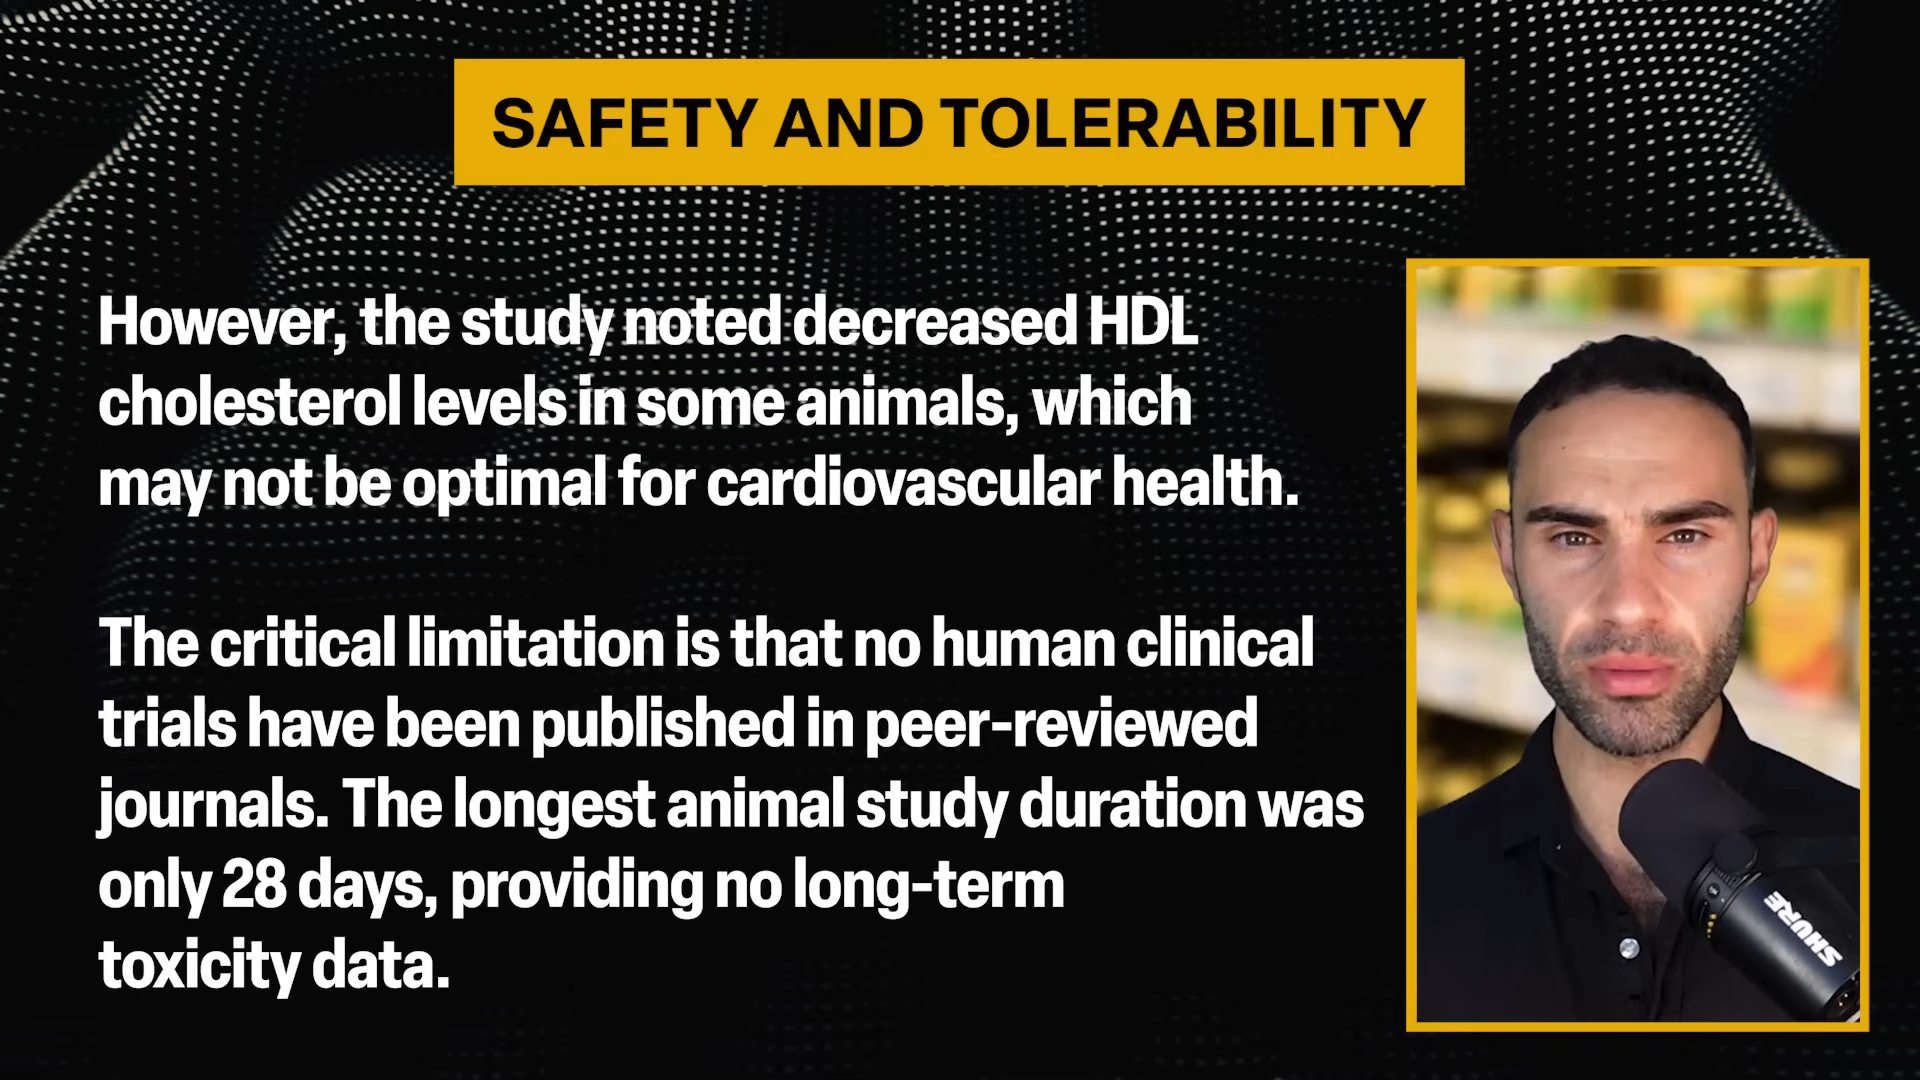 SAFETY AND TOLERABILITY
However, the study noted decreased HDL
cholesterol levels in some animals, which
may not be optimal for cardiovascular health.
The critical limitation is that no human clinical
trials have been published in peer-reviewed
journals. The longest animal study duration was
only 28 days, providing no long-term
toxicity data.
SHURE